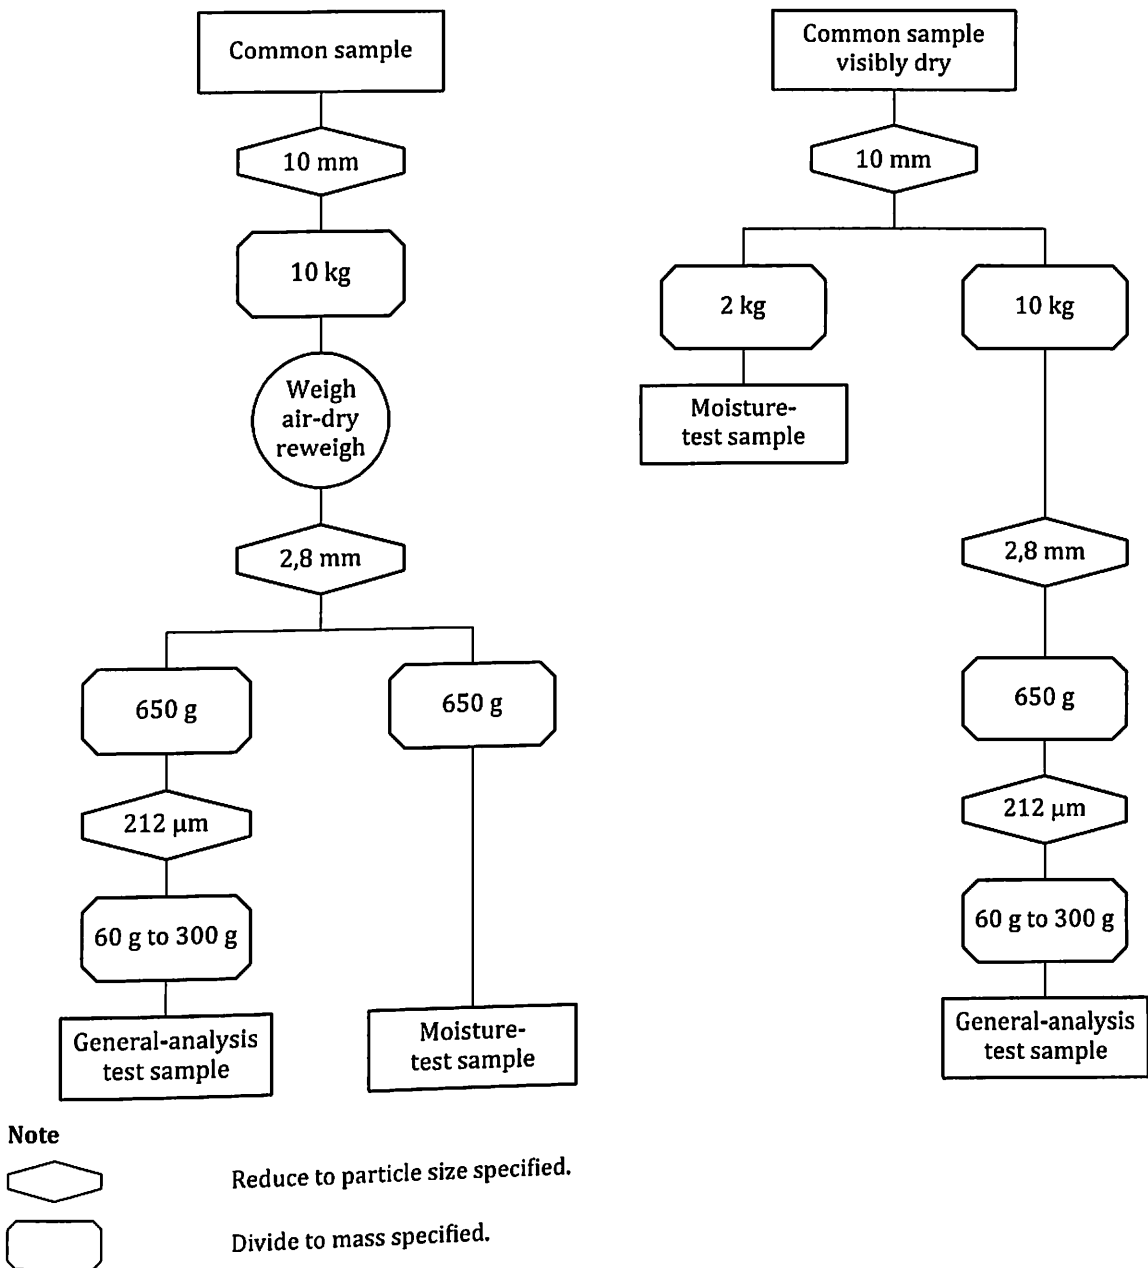 Common sample
10 mm
10 kg
Weigh
air-dry
reweigh
2,8 mm
650 g
650 g
212 μm
60 g to 300 g
General-analysis
test sample
Moisture-
test sample
Common sample
visibly dry
10 mm
2 kg
10 kg
Moisture-
test sample
2,8 mm
650 g
212 μm
60 g to 300 g
General-analysis
test sample
Note
Reduce to particle size specified.
Divide to mass specified.